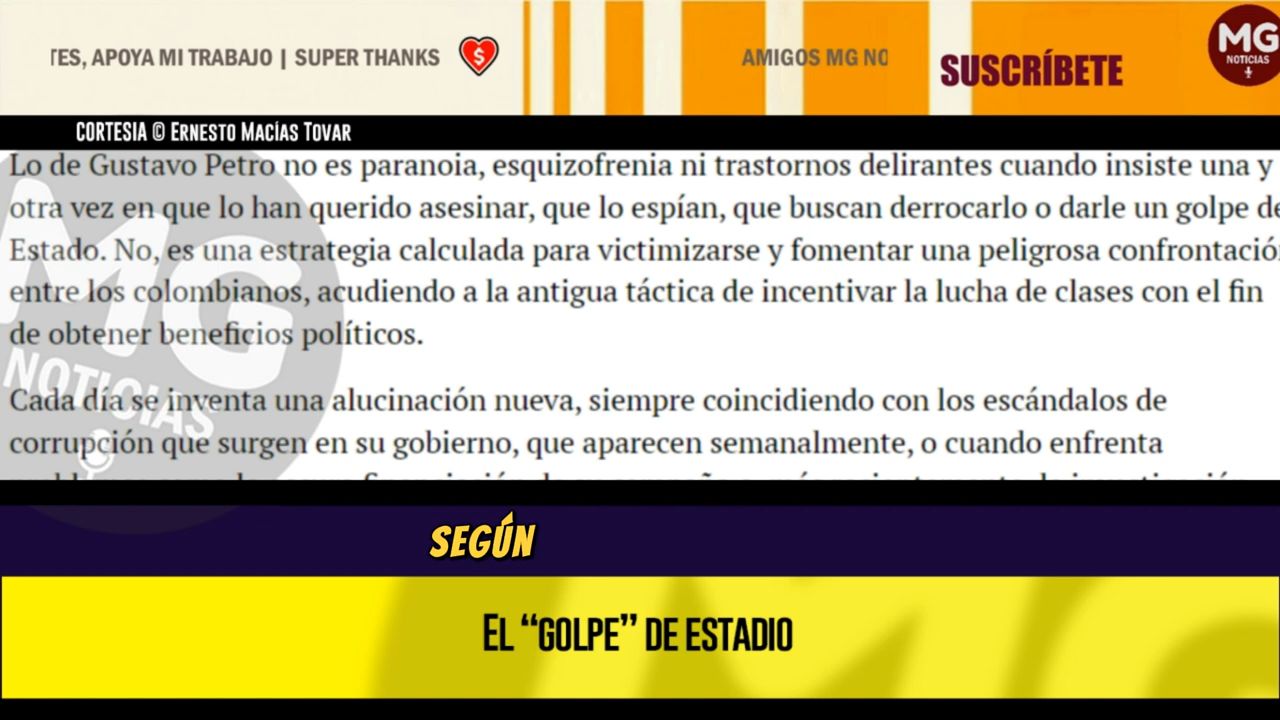 TES, APOYA MI TRABAJO | SUPER THANKS
AMIGOS MG NO
SUSCRÍBETE
MG
NOTICIAS
CORTESIA © ERNESTO MACÍAS TOVAR
Lo de Gustavo Petro no es paranoia, esquizofrenia ni trastornos delirantes cuando insiste una y
otra vez en que lo han querido asesinar, que lo espían, que buscan derrocarlo o darle un golpe de
Estado. No, es una estrategia calculada para victimizarse y fomentar una peligrosa confrontació
entre los colombianos, acudiendo a la antigua táctica de incentivar la lucha de clases con el fin
de obtener beneficios políticos.
Cada día se inventa una alucinación nueva, siempre coincidiendo con los escándalos de
corrupción que surgen en su gobierno, que aparecen semanalmente, o cuando enfrenta
MG
NOTICIAS
SEGÚN
EL “GOLPE” DE ESTADIO